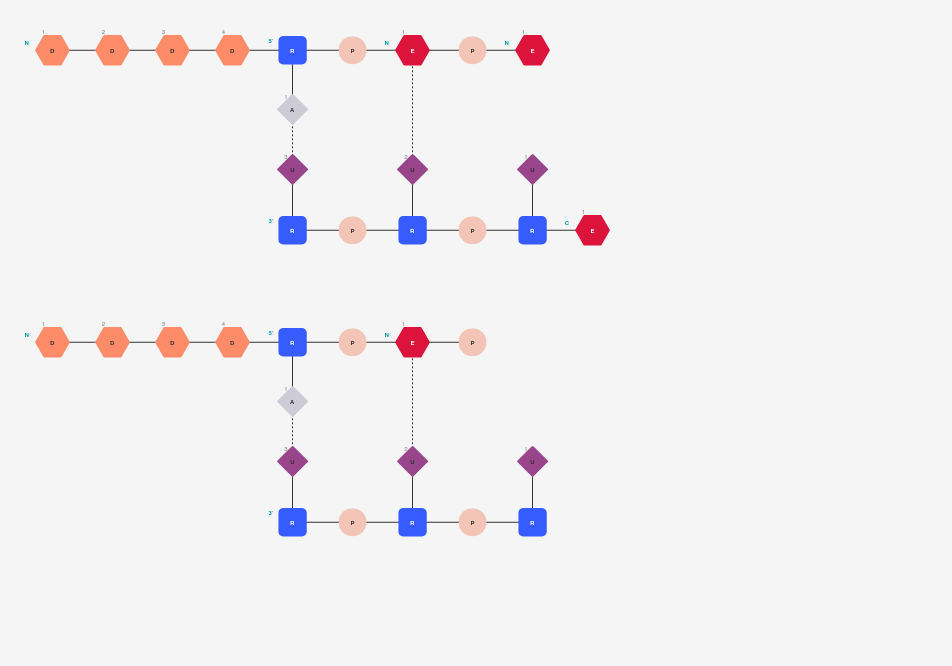 1 2 3 4 5' 1 1
N D D D D R P N E P N E
1
A
3 2 1
U U U
3' R P R P R C 1 E
1 2 3 4 5' 1
N D D D D R P N E P
1
A
3 2 1
U U U
3' R P R P R